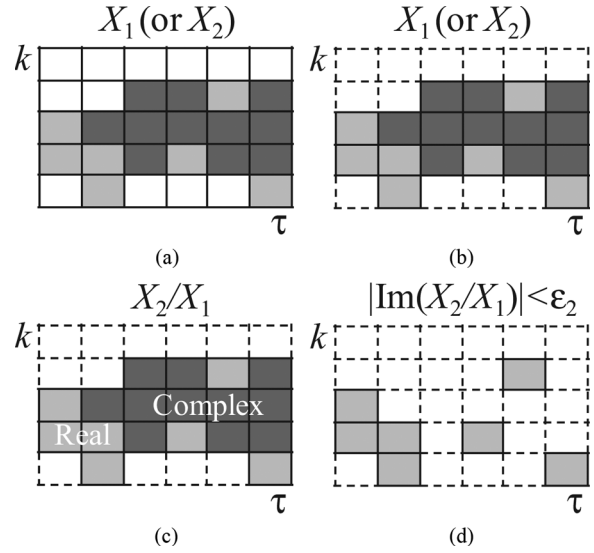 X₁(or X₂)
k
τ
(a)
X₁(or X₂)
k
τ
(b)
X₂/X₁
k
Complex
Real
τ
(c)
|Im(X₂/X₁)|<ε₂
k
τ
(d)